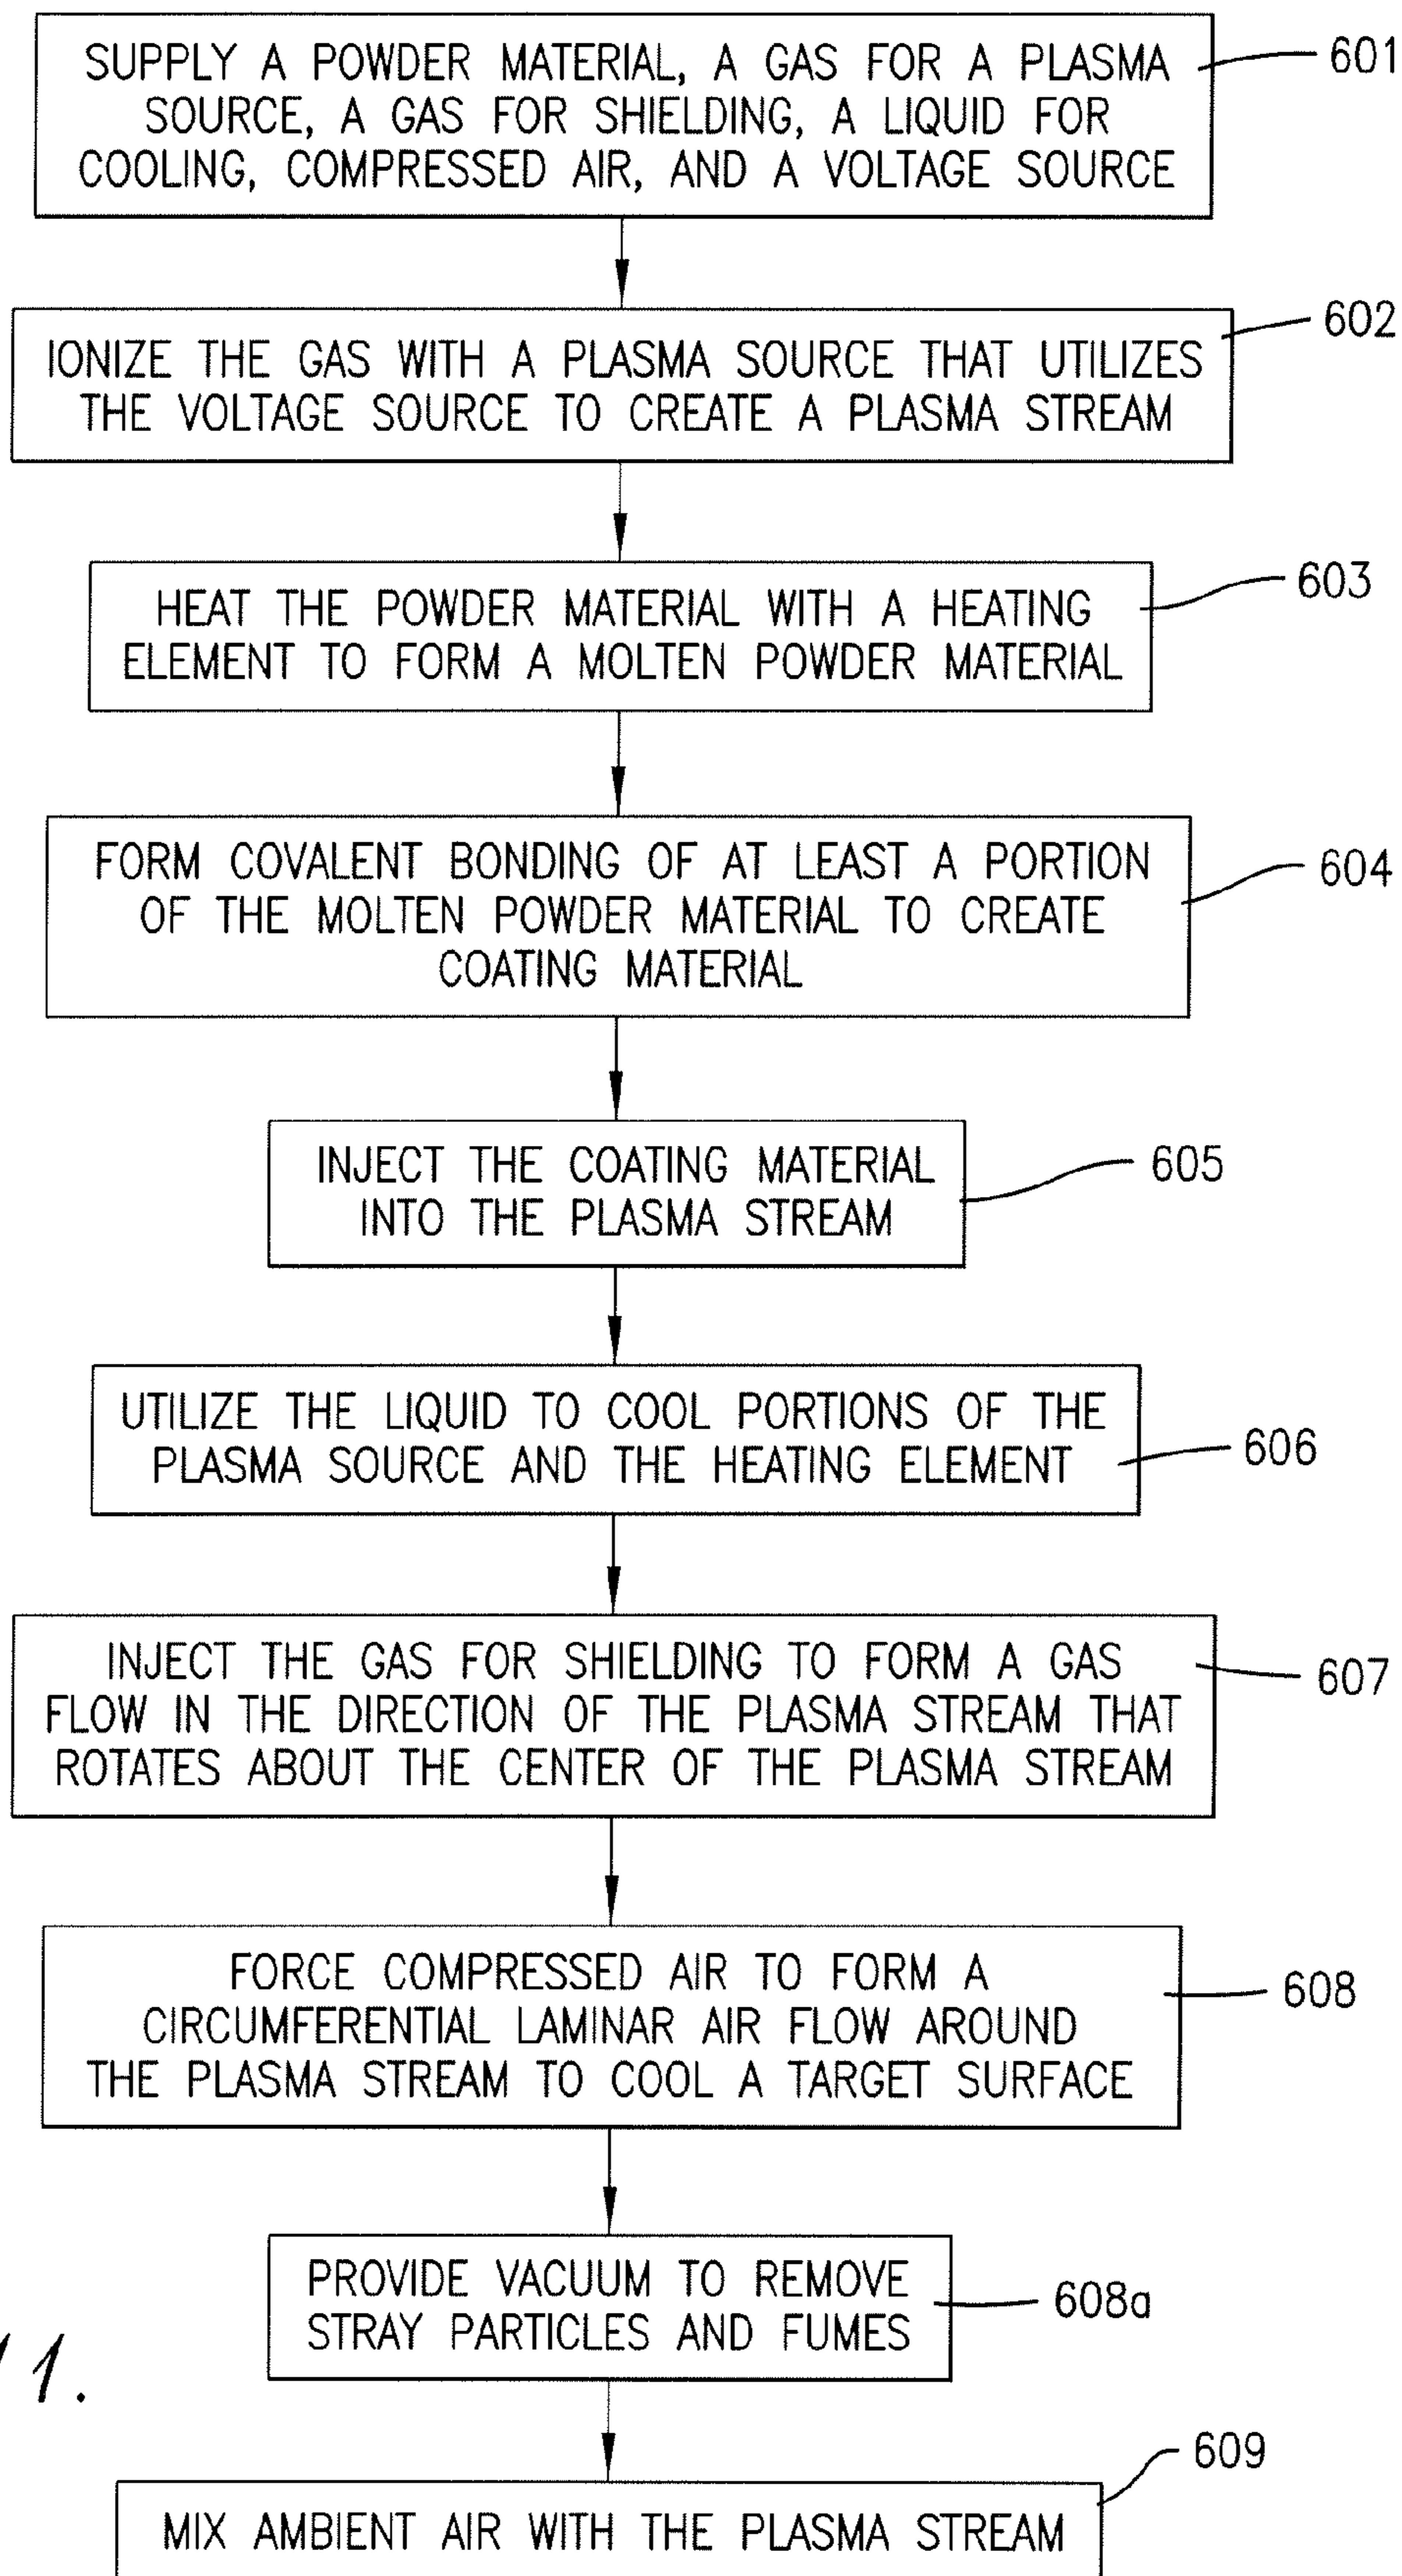 SUPPLY A POWDER MATERIAL, A GAS FOR A PLASMA
SOURCE, A GAS FOR SHIELDING, A LIQUID FOR
COOLING, COMPRESSED AIR, AND A VOLTAGE SOURCE
601
IONIZE THE GAS WITH A PLASMA SOURCE THAT UTILIZES
THE VOLTAGE SOURCE TO CREATE A PLASMA STREAM
602
HEAT THE POWDER MATERIAL WITH A HEATING
ELEMENT TO FORM A MOLTEN POWDER MATERIAL
603
FORM COVALENT BONDING OF AT LEAST A PORTION
OF THE MOLTEN POWDER MATERIAL TO CREATE
COATING MATERIAL
604
INJECT THE COATING MATERIAL
INTO THE PLASMA STREAM
605
UTILIZE THE LIQUID TO COOL PORTIONS OF THE
PLASMA SOURCE AND THE HEATING ELEMENT
606
INJECT THE GAS FOR SHIELDING TO FORM A GAS
FLOW IN THE DIRECTION OF THE PLASMA STREAM THAT
ROTATES ABOUT THE CENTER OF THE PLASMA STREAM
607
FORCE COMPRESSED AIR TO FORM A
CIRCUMFERENTIAL LAMINAR AIR FLOW AROUND
THE PLASMA STREAM TO COOL A TARGET SURFACE
608
PROVIDE VACUUM TO REMOVE
STRAY PARTICLES AND FUMES
608a
MIX AMBIENT AIR WITH THE PLASMA STREAM
609